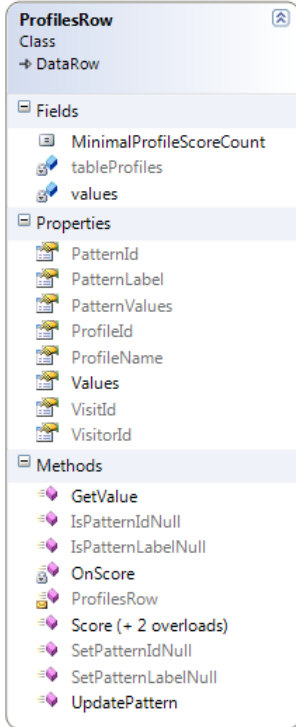 ProfilesRow
Class
DataRow
Fields
MinimalProfileScoreCount
tableProfiles
values
Properties
PatternId
PatternLabel
PatternValues
ProfileId
ProfileName
Values
VisitId
VisitorId
Methods
GetValue
IsPatternIdNull
IsPatternLabelNull
OnScore
ProfilesRow
Score (+ 2 overloads)
SetPatternIdNull
SetPatternLabelNull
UpdatePattern